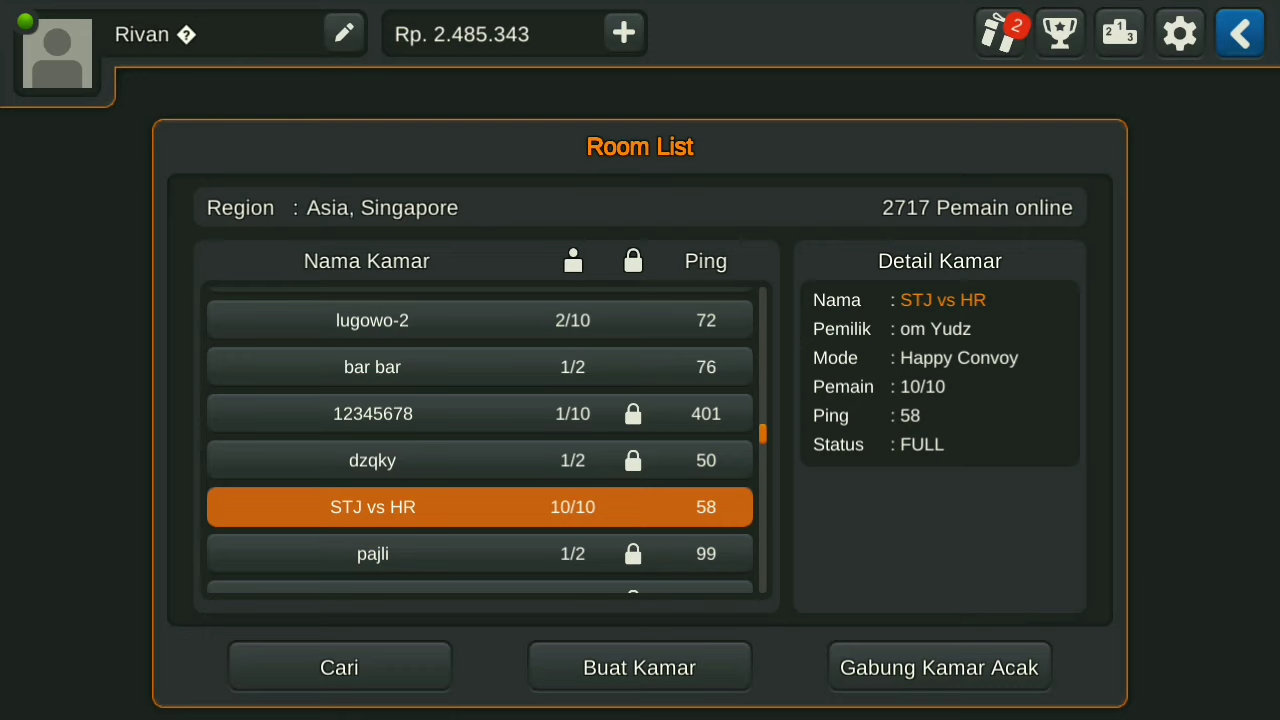 Rivan �
Rp. 2.485.343
2
2 1 3
Room List
Region : Asia, Singapore
2717 Pemain online
Nama Kamar Ping
lugowo-2 2/10 72
bar bar 1/2 76
12345678 1/10 401
dzqky 1/2 50
STJ vs HR 10/10 58
pajli 1/2 99
Detail Kamar
Nama : STJ vs HR
Pemilik : om Yudz
Mode : Happy Convoy
Pemain : 10/10
Ping : 58
Status : FULL
Cari
Buat Kamar
Gabung Kamar Acak